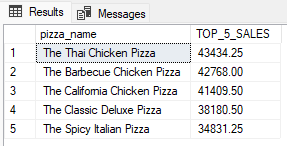 Results Messages
pizza_name TOP_5_SALES
1 The Thai Chicken Pizza 43434.25
2 The Barbecue Chicken Pizza 42768.00
3 The California Chicken Pizza 41409.50
4 The Classic Deluxe Pizza 38180.50
5 The Spicy Italian Pizza 34831.25